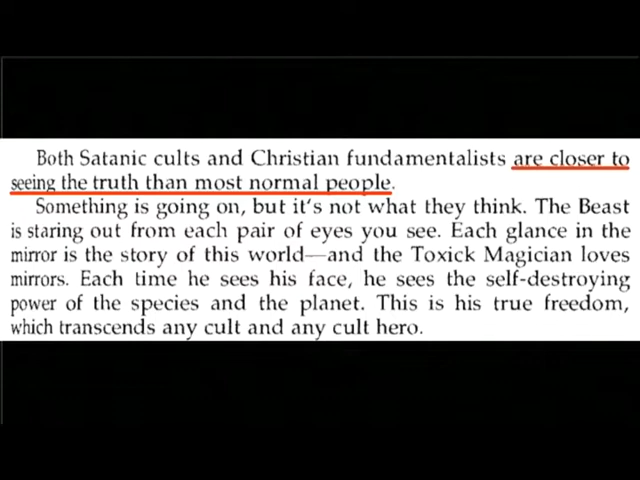 Both Satanic cults and Christian fundamentalists are closer to
seeing the truth than most normal people.
Something is going on, but it's not what they think. The Beast
is staring out from each pair of eyes you see. Each glance in the
mirror is the story of this world—and the Toxick Magician loves
mirrors. Each time he sees his face, he sees the self-destroying
power of the species and the planet. This is his true freedom,
which transcends any cult and any cult hero.